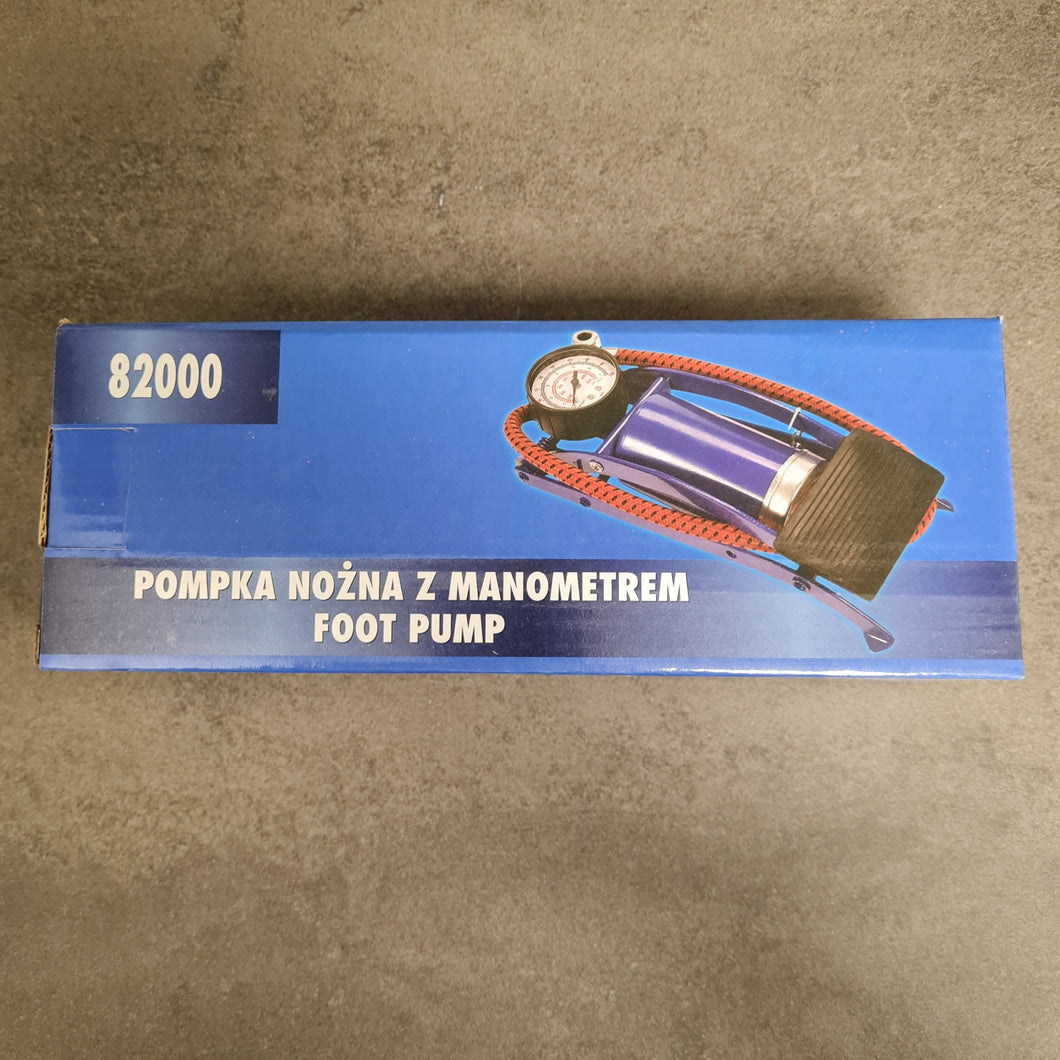 82000
POMPKA NOŻNA Z MANOMETREM
FOOT PUMP